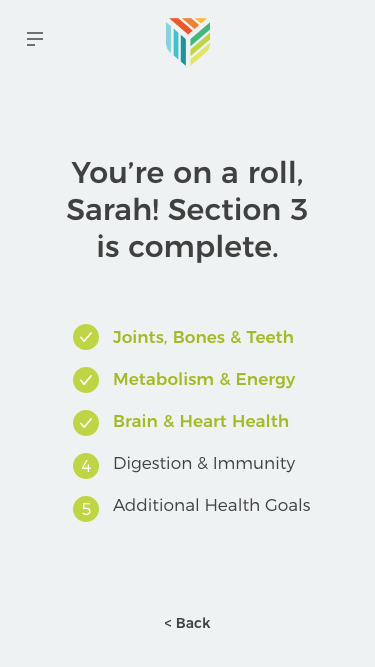 You’re on a roll,
Sarah! Section 3
is complete.
Joints, Bones & Teeth
Metabolism & Energy
Brain & Heart Health
4 Digestion & Immunity
5 Additional Health Goals
< Back